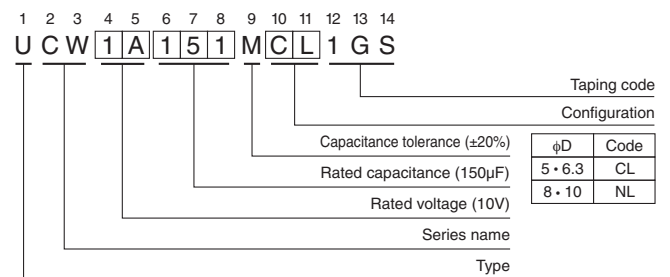 1 2 3 4 5 6 7 8 9 10 11 12 13 14
U C W 1 A 1 5 1 M C L 1 G S
Taping code
Configuration
Capacitance tolerance (±20%)
Rated capacitance (150µF)
Rated voltage (10V)
Series name
Type
ϕD Code
5 • 6.3 CL
8 • 10 NL